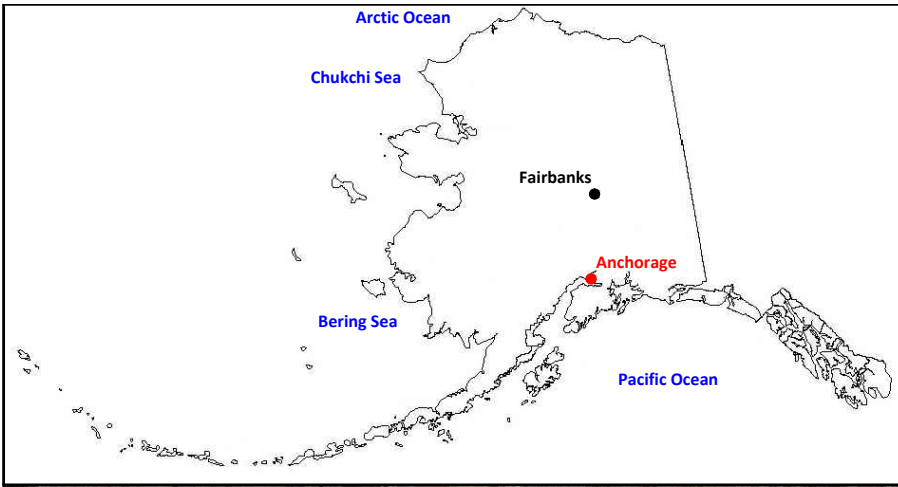 Arctic Ocean
Chukchi Sea
Fairbanks
Anchorage
Bering Sea
Pacific Ocean